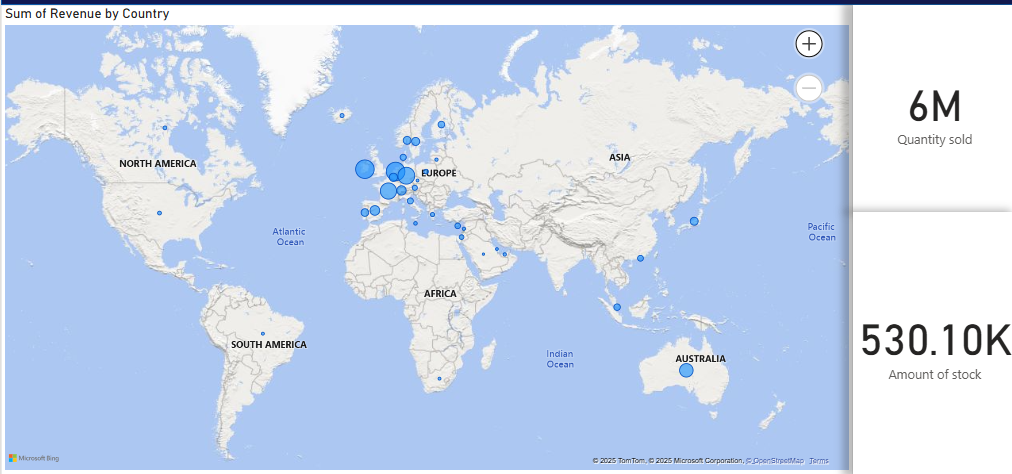 Sum of Revenue by Country
NORTH AMERICA
ASIA
EUROPE
Atlantic
Ocean
Pacific
Ocean
AFRICA
SOUTH AMERICA
Indian
Ocean
AUSTRALIA
Microsoft Bing
© 2025 TomTom, © 2025 Microsoft Corporation, © OpenStreetMap Terms
6M
Quantity sold
530.10K
Amount of stock